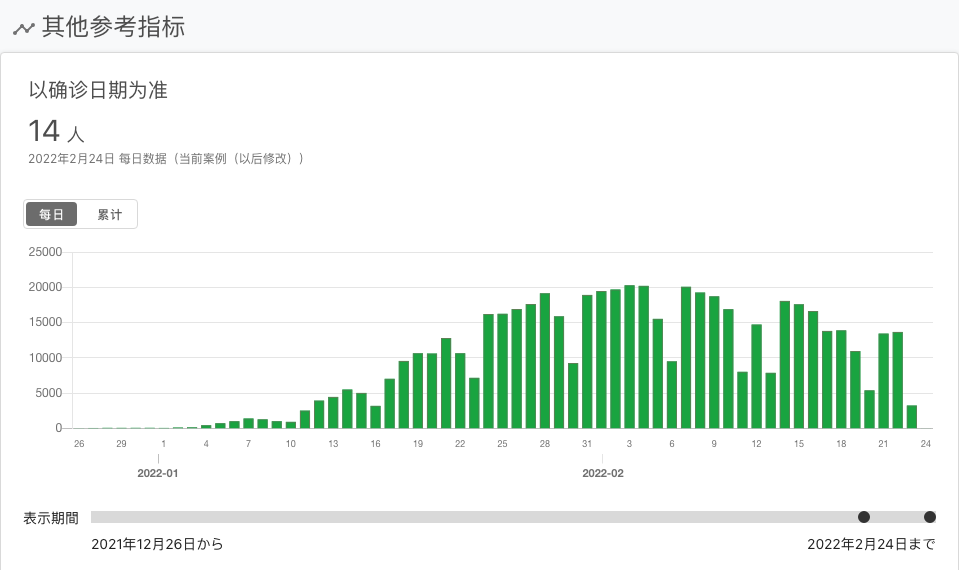 其他参考指标
以确诊日期为准
14 人
2022年2月24日 每日数据（当前案例（以后修改））
每日 累计
25000
20000
15000
10000
5000
0
26 29 1 4 7 10 13 16 19 22 25 28 31 3 6 9 12 15 18 21 24
2022-01 2022-02
表示期間
2021年12月26日から 2022年2月24日まで